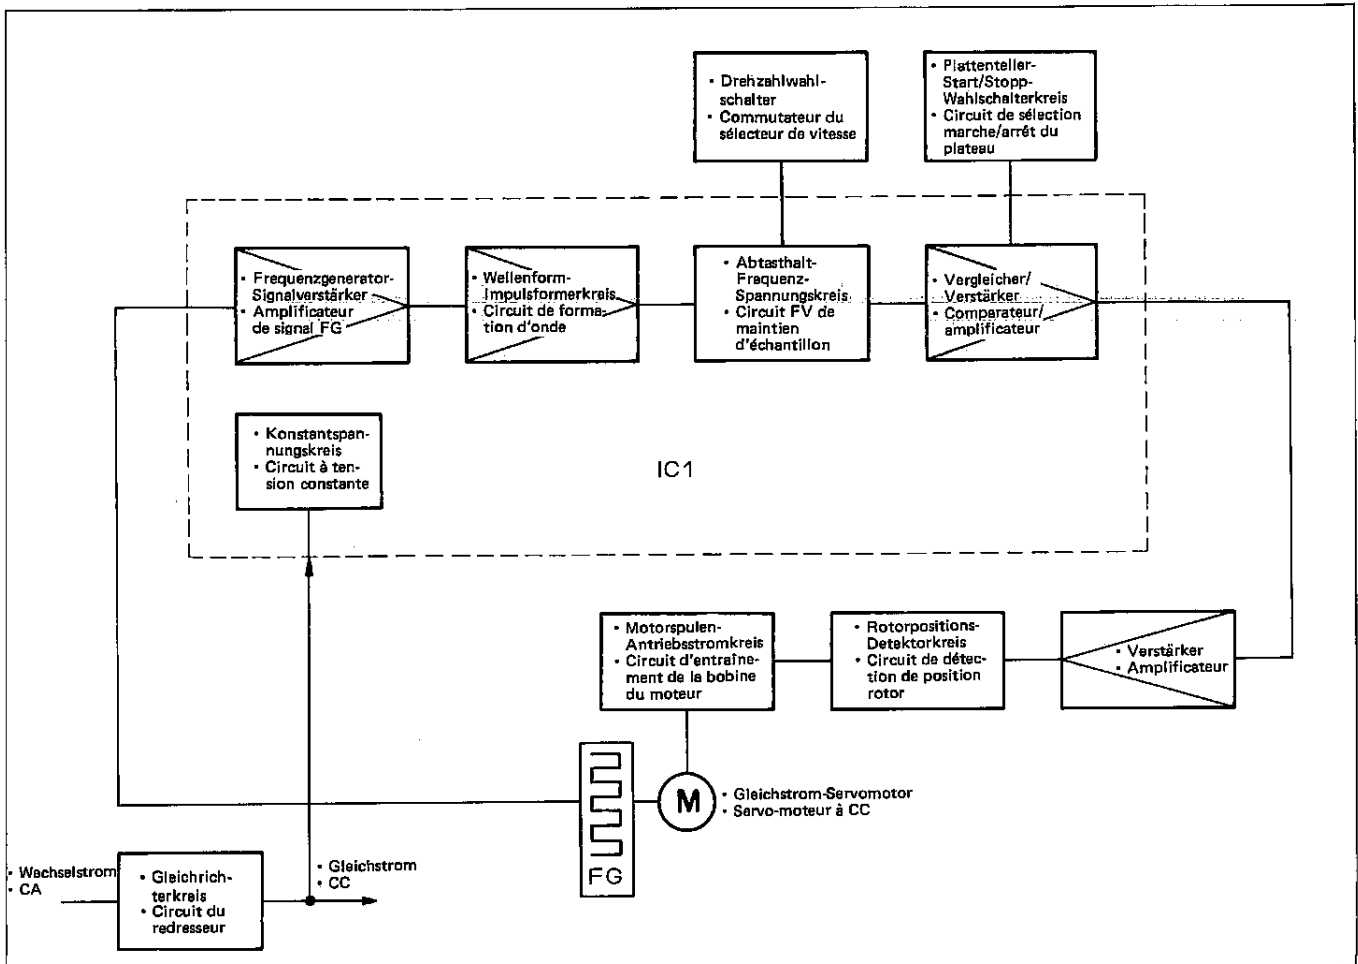 • Drehzahlwahl-
schalter
• Commutateur du
sélecteur de vitesse
• Plattenteller-
Start/Stopp-
Wahlschalterkreis
• Circuit de sélection
marche/arrêt du
plateau
• Frequenzgenerator-
Signalverstärker
• Amplificateur
de signal FG
• Wellenform-
Impulsformerkreis
• Circuit de forma-
tion d'onde
• Abtasthalt-
Frequenz-
Spannungskreis
• Circuit FV de
maintien
d'échantillon
• Vergleicher/
Verstärker
• Comparateur/
amplificateur
• Konstantspan-
nungskreis
• Circuit à ten-
sion constante
IC1
• Motorspulen-
Antriebsstromkreis
• Circuit d'entraîne-
ment de la bobine
du moteur
• Rotorpositions-
Detektorkreis
• Circuit de détec-
tion de position
rotor
• Verstärker
• Amplificateur
M
• Gleichstrom-Servomotor
• Servo-moteur à CC
FG
• Wechselstrom
• CA
• Gleichrich-
terkreis
• Circuit du
redresseur
• Gleichstrom
• CC